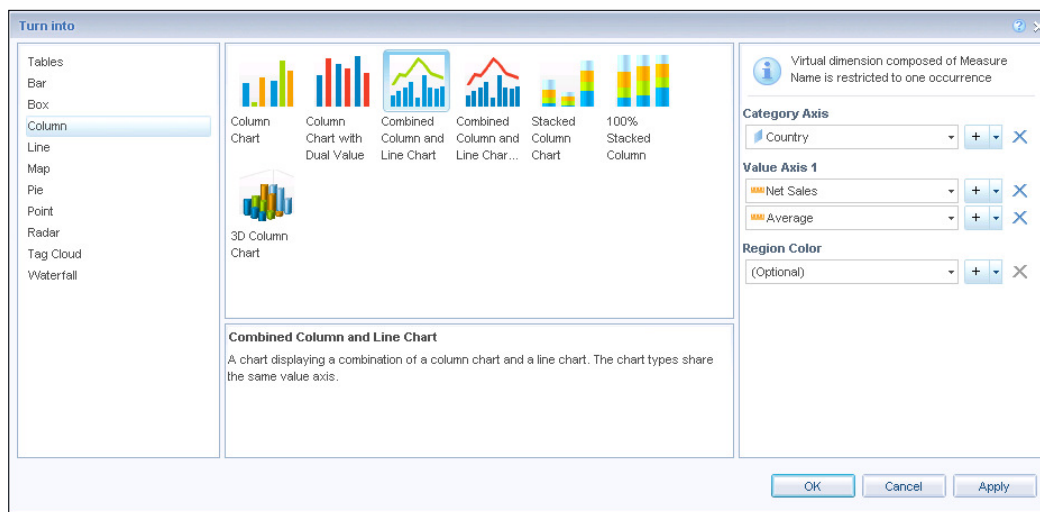 Turn into
Tables
Bar
Box
Column
Line
Map
Pie
Point
Radar
Tag Cloud
Waterfall
Column
Chart
Column
Chart with
Dual Value
Combined
Column and
Line Chart
Combined
Column and
Line Char...
Stacked
Column
Chart
100%
Stacked
Column
3D Column
Chart
Combined Column and Line Chart
A chart displaying a combination of a column chart and a line chart. The chart types share
the same value axis.
Virtual dimension composed of Measure
Name is restricted to one occurrence
Category Axis
Country
Value Axis 1
Net Sales
Average
Region Color
(Optional)
OK
Cancel
Apply